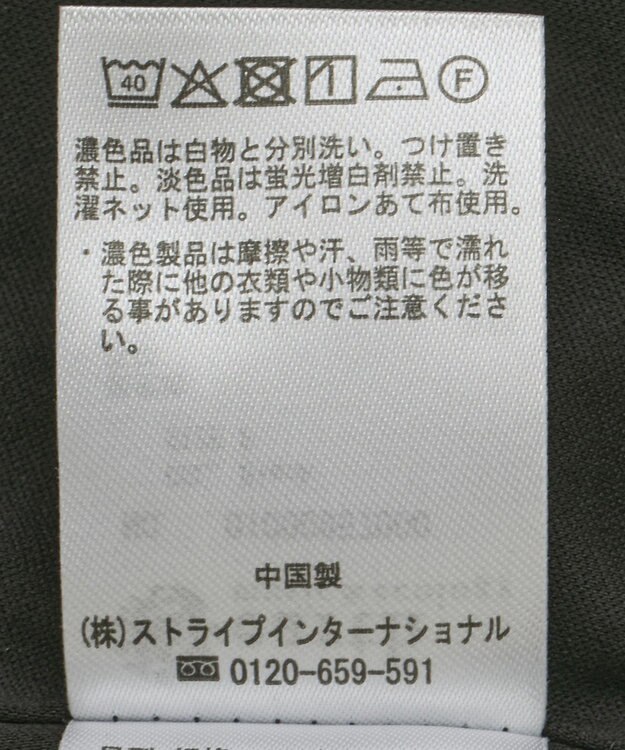 40 F
濃色品は白物と分別洗い。つけ置き
禁止。淡色品は蛍光増白剤禁止。洗
濯ネット使用。アイロンあて布使用。
・濃色製品は摩擦や汗、雨等で濡れ
た際に他の衣類や小物類に色が移
る事がありますのでご注意くださ
い。
中国製
(株)ストライプインターナショナル
0120-659-591